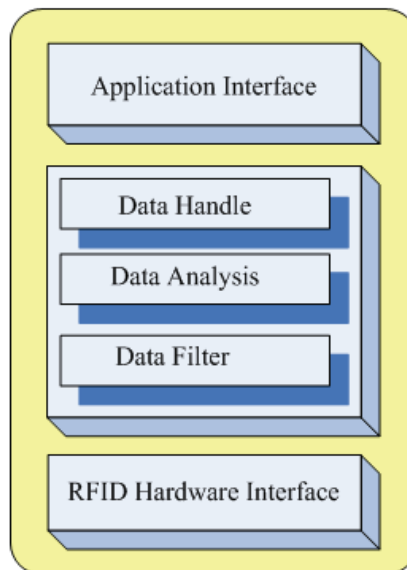 Application Interface
Data Handle
Data Analysis
Data Filter
RFID Hardware Interface